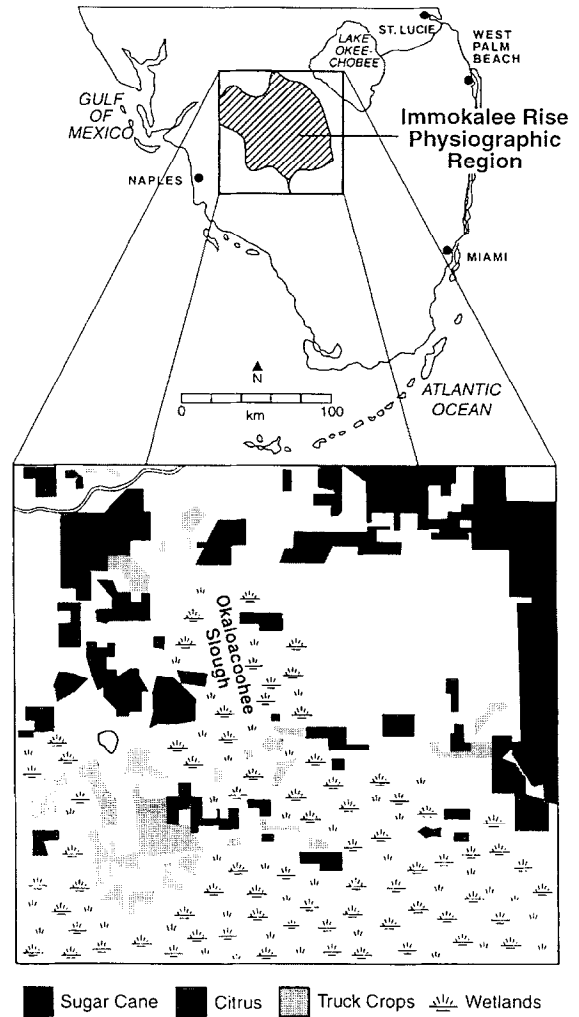 ST. LUCIE
LAKE
OKEE-
CHOBEE
WEST
PALM
BEACH
GULF
OF
MEXICO
Immokalee Rise
Physiographic
Region
NAPLES
MIAMI
N
0 100
km
ATLANTIC
OCEAN
Okaloacoohee
Slough
Sugar Cane Citrus Truck Crops Wetlands